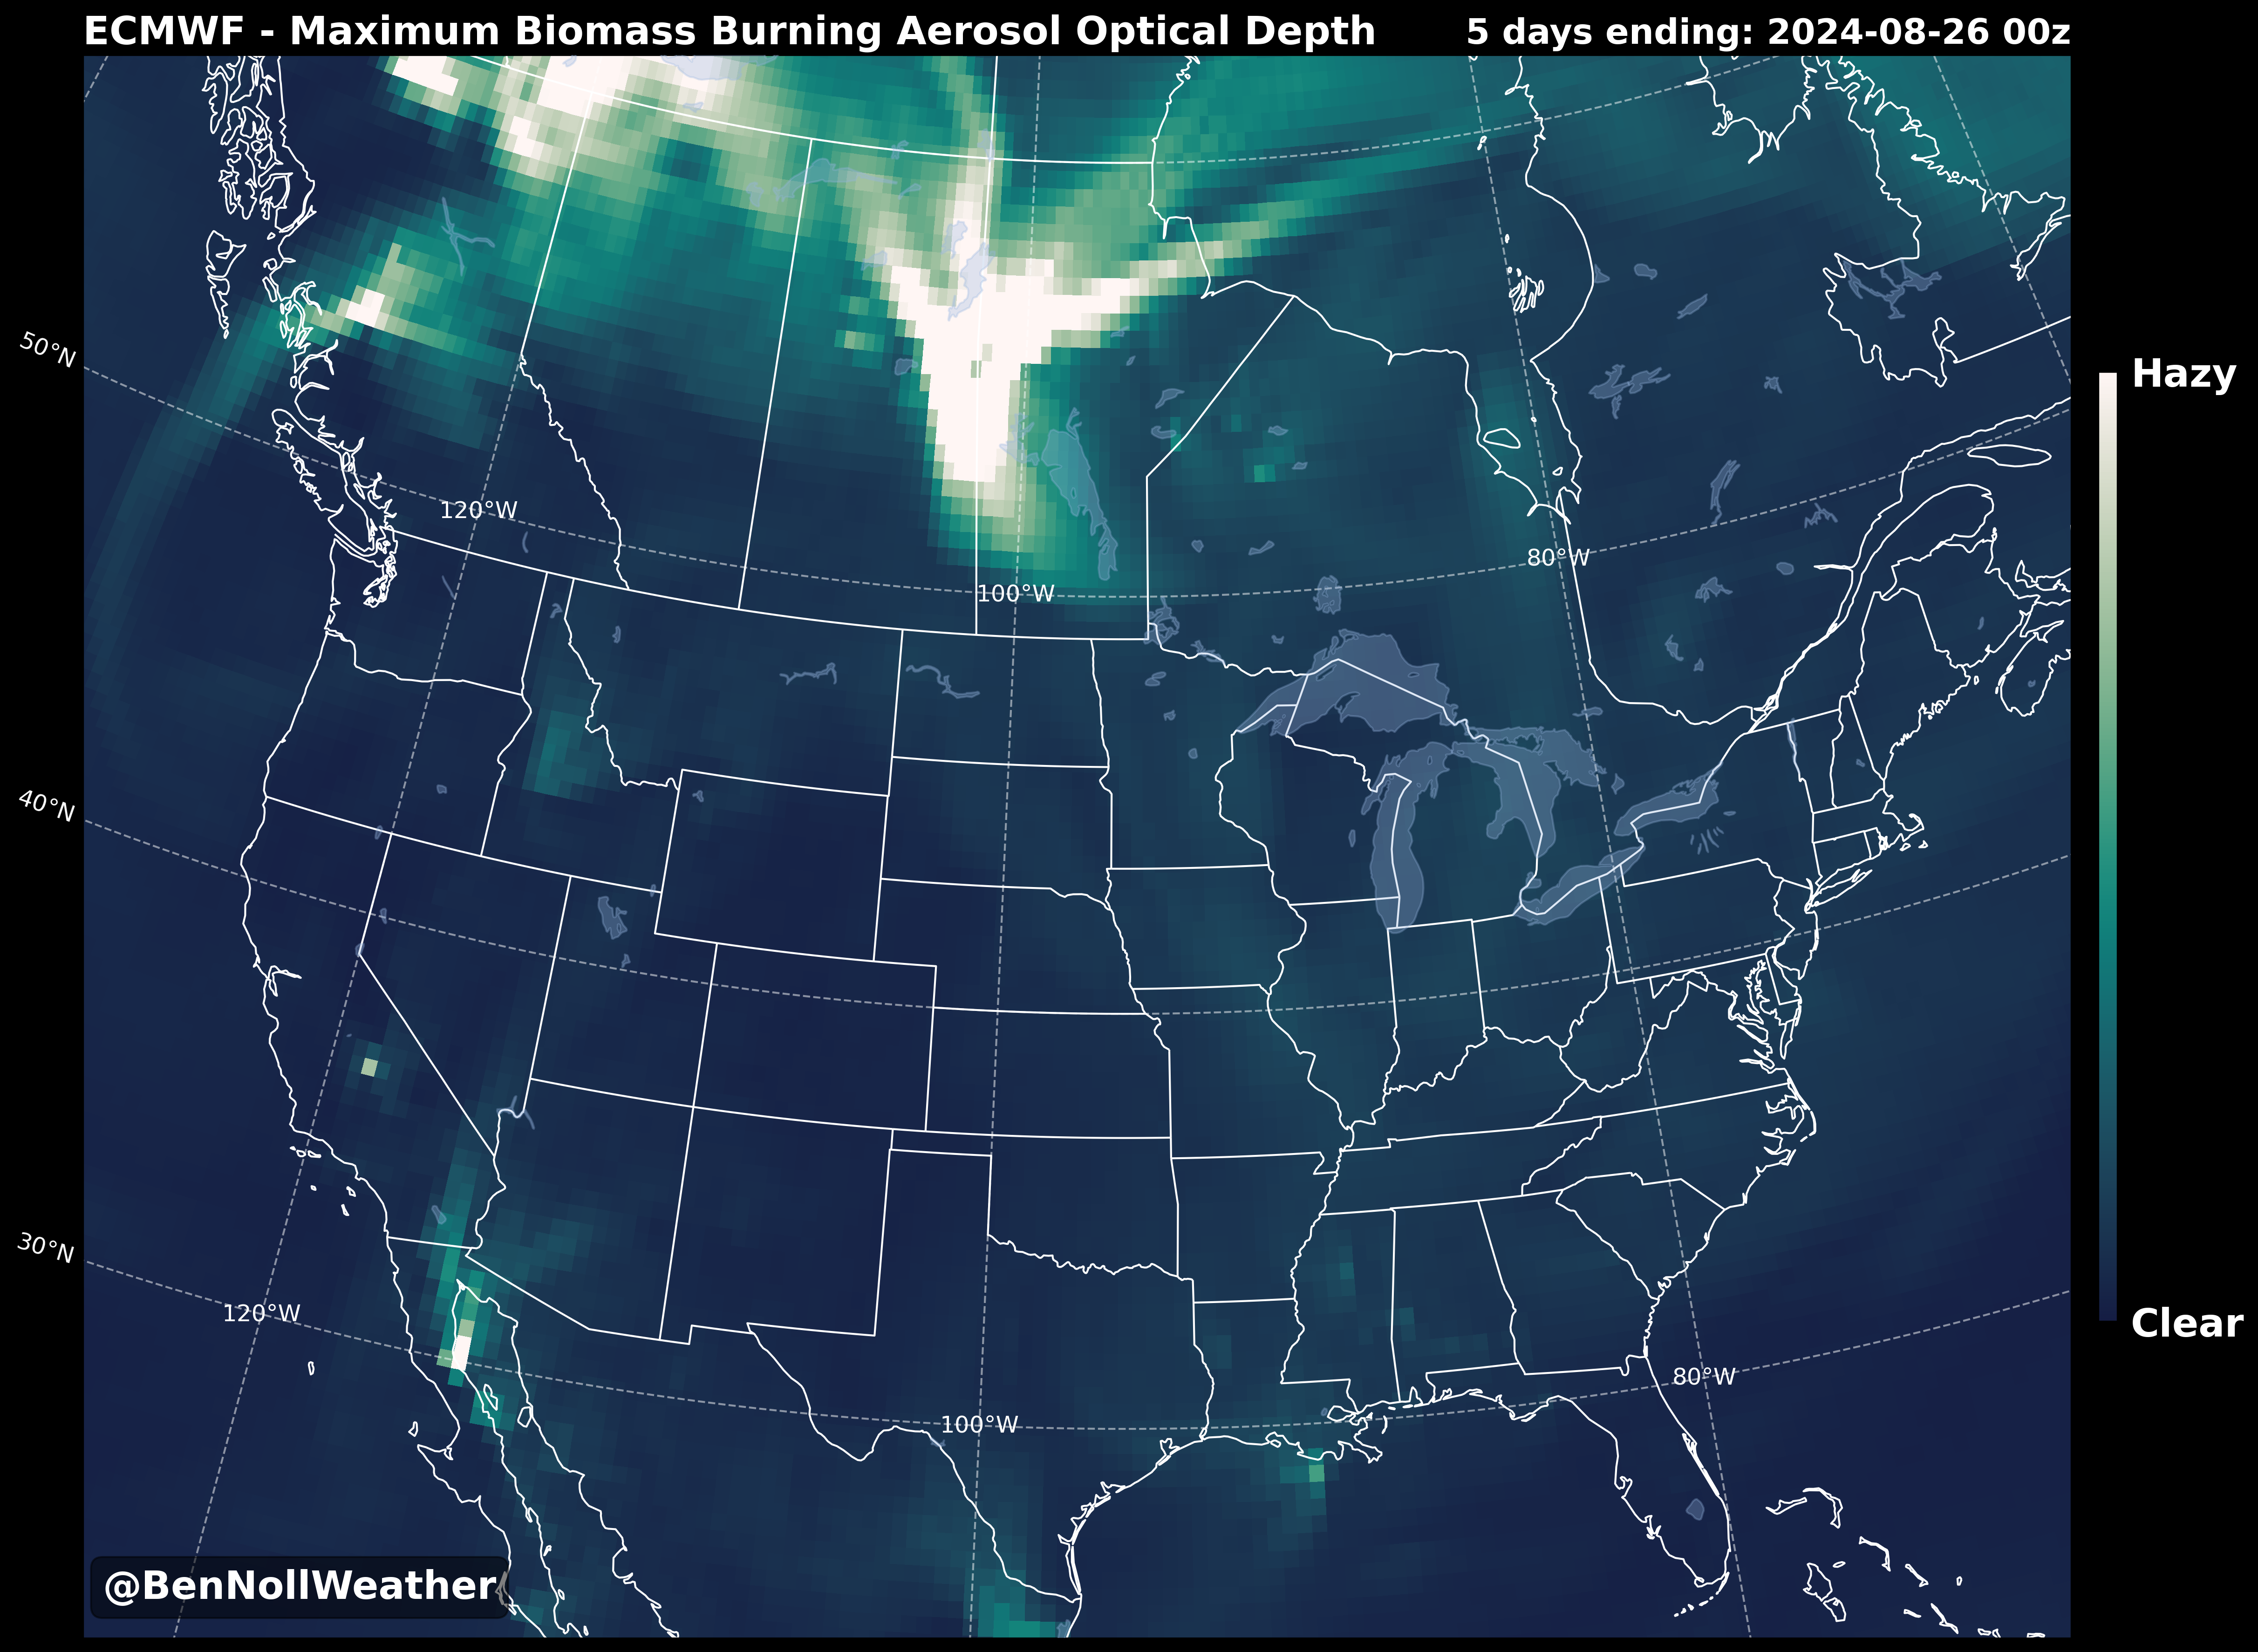 ECMWF - Maximum Biomass Burning Aerosol Optical Depth
5 days ending: 2024-08-26 00z
50°N
Hazy
120°W
80°W
100°W
40°N
30°N
120°W
Clear
80°W
100°W
@BenNollWeather